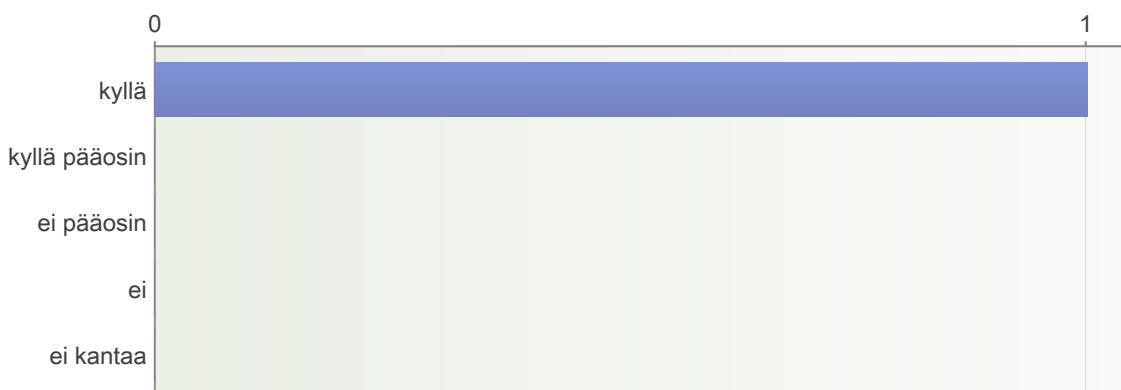 0 1
kyllä
kyllä pääosin
ei pääosin
ei
ei kantaa